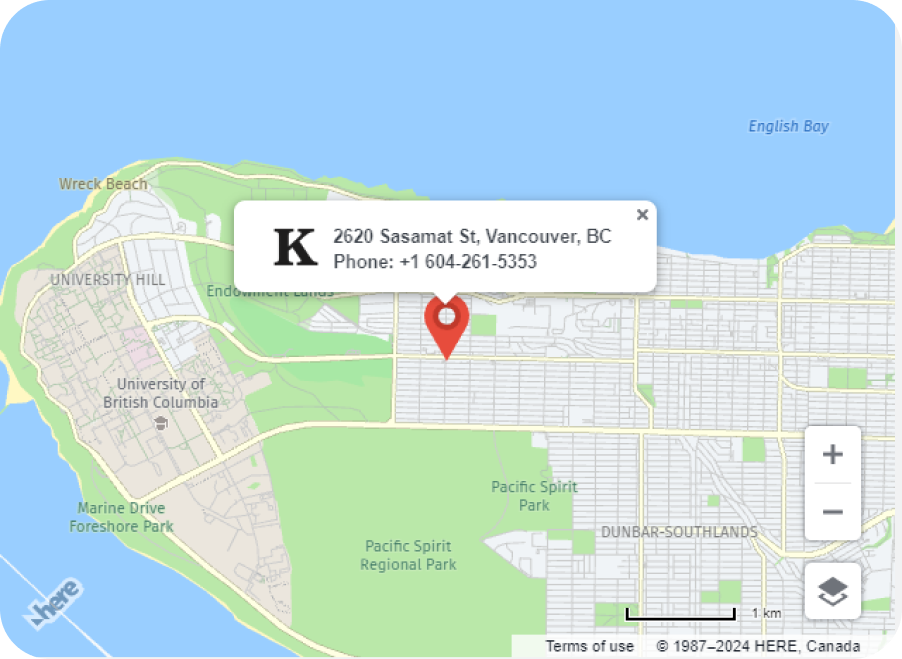 English Bay
Wreck Beach
K
2620 Sasamat St, Vancouver, BC
Phone: +1 604-261-5353
×
UNIVERSITY HILL
Endowment Lands
University of
British Columbia
Pacific Spirit
Park
Marine Drive
Foreshore Park
DUNBAR-SOUTHLANDS
Pacific Spirit
Regional Park
+
−
here
1 km
Terms of use © 1987–2024 HERE, Canada